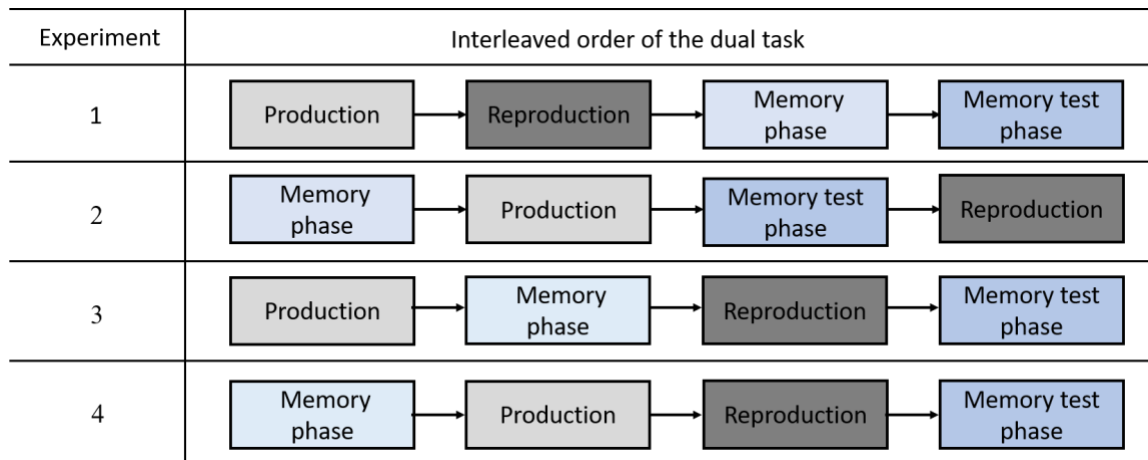 Experiment
Interleaved order of the dual task
1
Production
Reproduction
Memory
phase
Memory test
phase
2
Memory
phase
Production
Memory test
phase
Reproduction
3
Production
Memory
phase
Reproduction
Memory test
phase
4
Memory
phase
Production
Reproduction
Memory test
phase